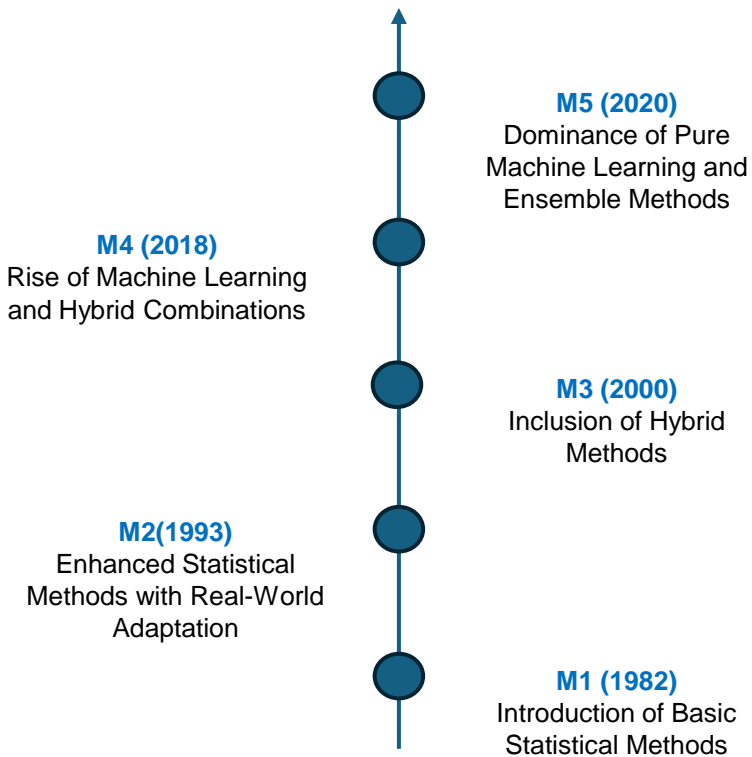 M5 (2020)
Dominance of Pure
Machine Learning and
Ensemble Methods
M4 (2018)
Rise of Machine Learning
and Hybrid Combinations
M3 (2000)
Inclusion of Hybrid
Methods
M2(1993)
Enhanced Statistical
Methods with Real-World
Adaptation
M1 (1982)
Introduction of Basic
Statistical Methods